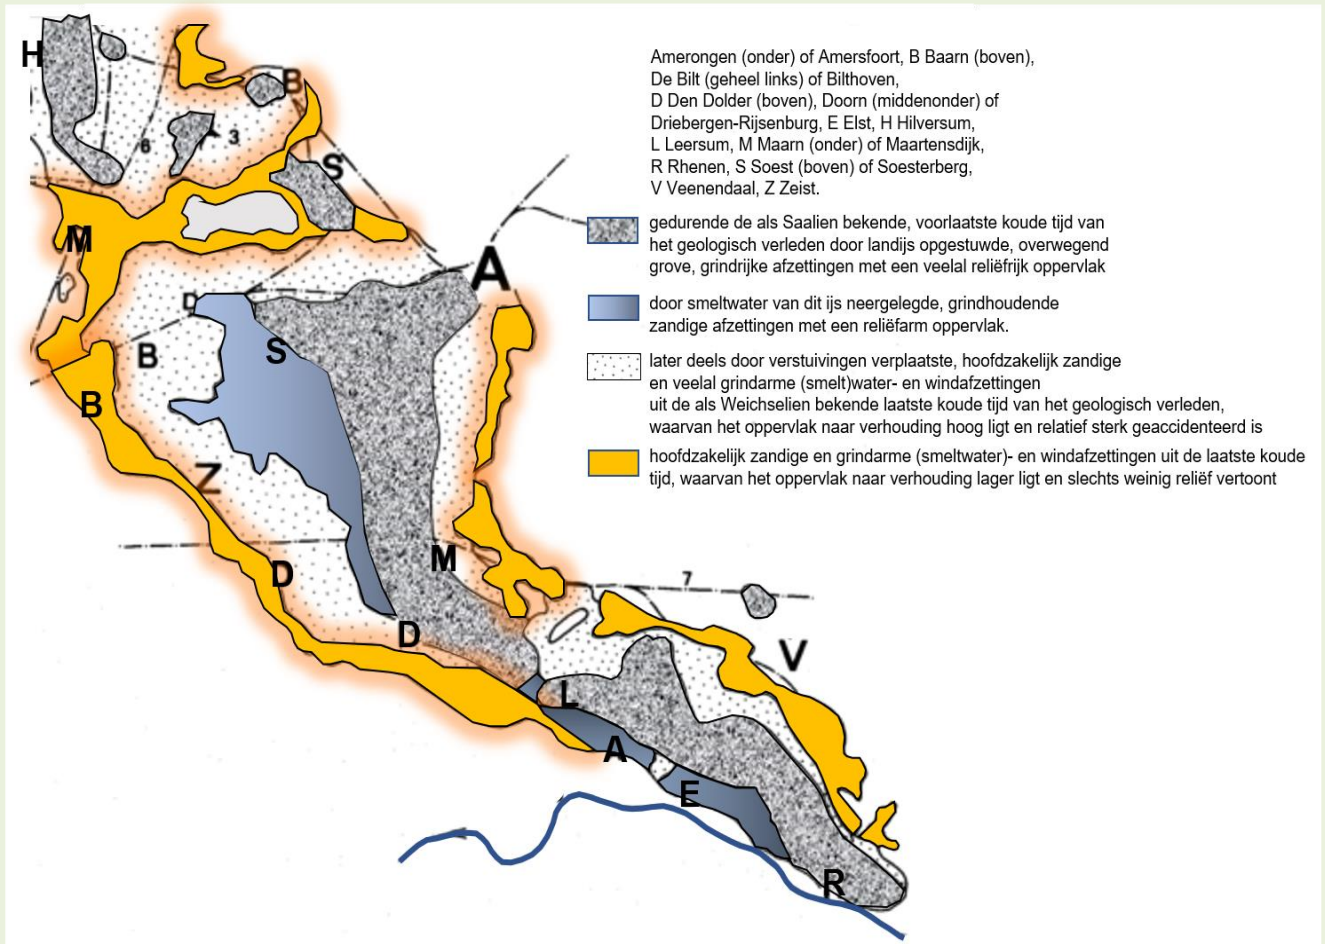 Amerongen (onder) of Amersfoort, B Baarn (boven),
De Bilt (geheel links) of Bilthoven,
D Den Dolder (boven), Doorn (middenonder) of
Driebergen-Rijsenburg, E Elst, H Hilversum,
L Leersum, M Maarn (onder) of Maartensdijk,
R Rhenen, S Soest (boven) of Soesterberg,
V Veenendaal, Z Zeist.
gedurende de als Saalien bekende, voorlaatste koude tijd van
het geologisch verleden door landijs opgestuwde, overwegend
grove, grindrijke afzettingen met een veelal reliëfrijk oppervlak
door smeltwater van dit ijs neergelegde, grindhoudende
zandige afzettingen met een reliëfarm oppervlak.
later deels door verstuivingen verplaatste, hoofdzakelijk zandige
en veelal grindarme (smelt)water- en windafzettingen
uit de als Weichselien bekende laatste koude tijd van het geologisch verleden,
waarvan het oppervlak naar verhouding hoog ligt en relatief sterk geaccidenteerd is
hoofdzakelijk zandige en grindarme (smeltwater)- en windafzettingen uit de laatste koude
tijd, waarvan het oppervlak naar verhouding lager ligt en slechts weinig reliëf vertoont
H
B
6
3
S
M
A
D
S
B
B
Z
M
D
7
D
V
L
A
E
R